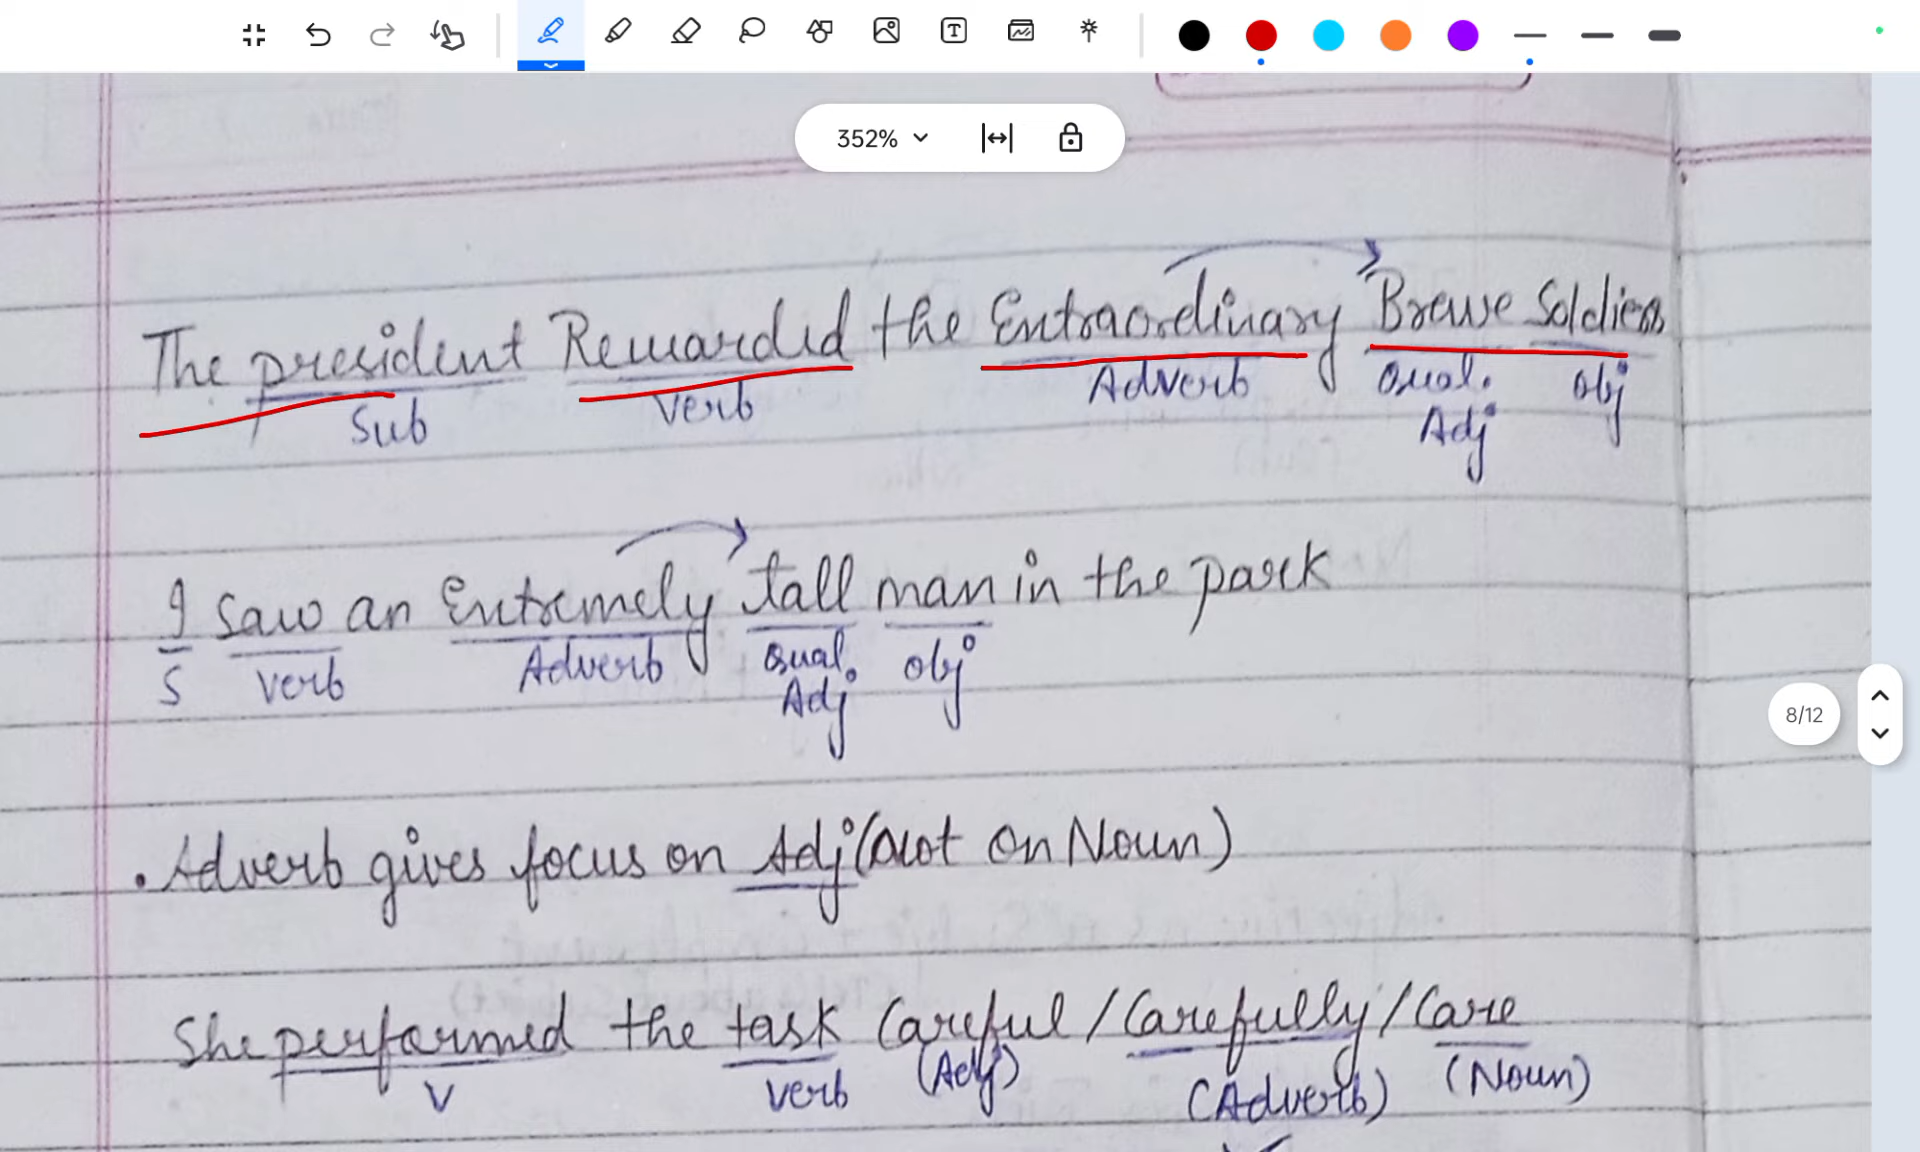 352%
The president Rewarded the Extraordinary Brave Soldiers
Sub Verb Adverb Qual. Adj obj
I saw an Extremely tall man in the park
S Verb Adverb Qual. Adj obj
8/12
. Adverb gives focus on Adj (Not on Noun)
She performed the task Careful / Carefully / Care
V Verb (Adj) (Adverb) (Noun)